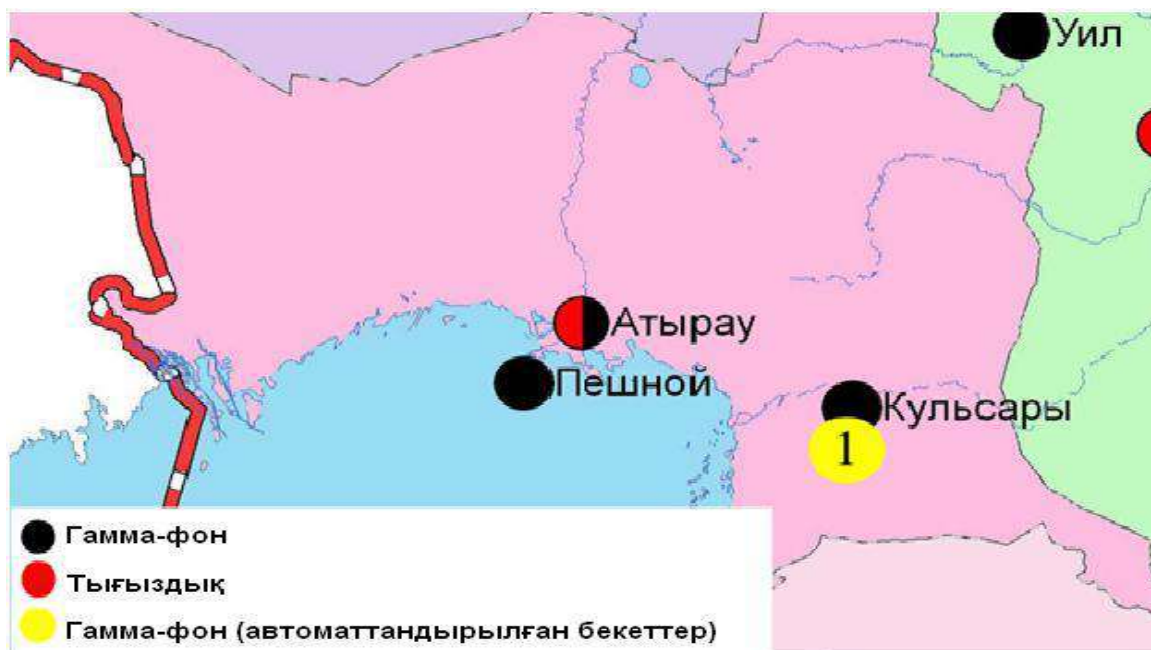 Уил
Атырау
Пешной
Кульсары
1
Гамма-фон
Тығыздық
Гамма-фон (автоматтандырылған бекеттер)